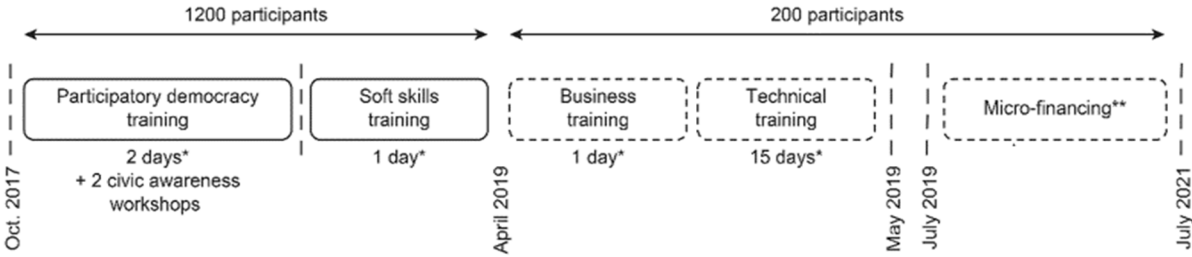 1200 participants
200 participants
Participatory democracy
training
Soft skills
training
Business
training
Technical
training
Micro-financing**
2 days*
+ 2 civic awareness
workshops
1 day*
1 day*
15 days*
Oct. 2017
April 2019
May 2019
July 2019
July 2021